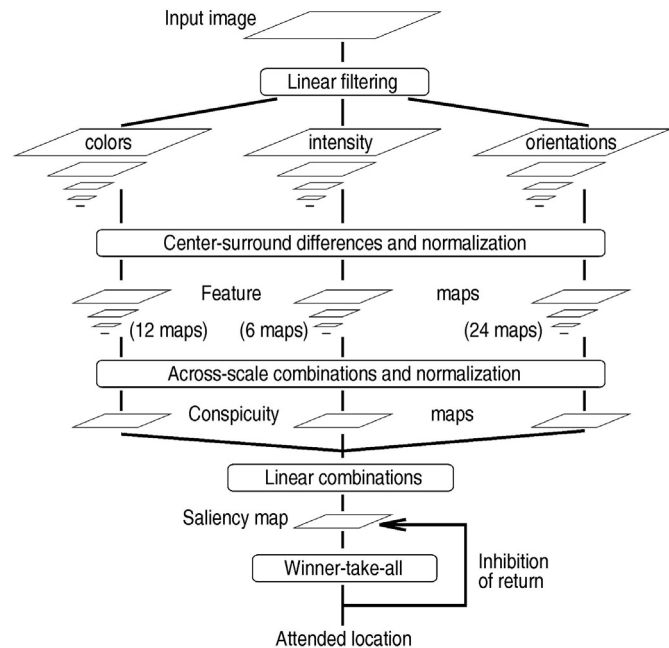 Input image
Linear filtering
colors intensity orientations
Center-surround differences and normalization
Feature maps
(12 maps) (6 maps) (24 maps)
Across-scale combinations and normalization
Conspicuity maps
Linear combinations
Saliency map
Winner-take-all
Inhibition
of return
Attended location